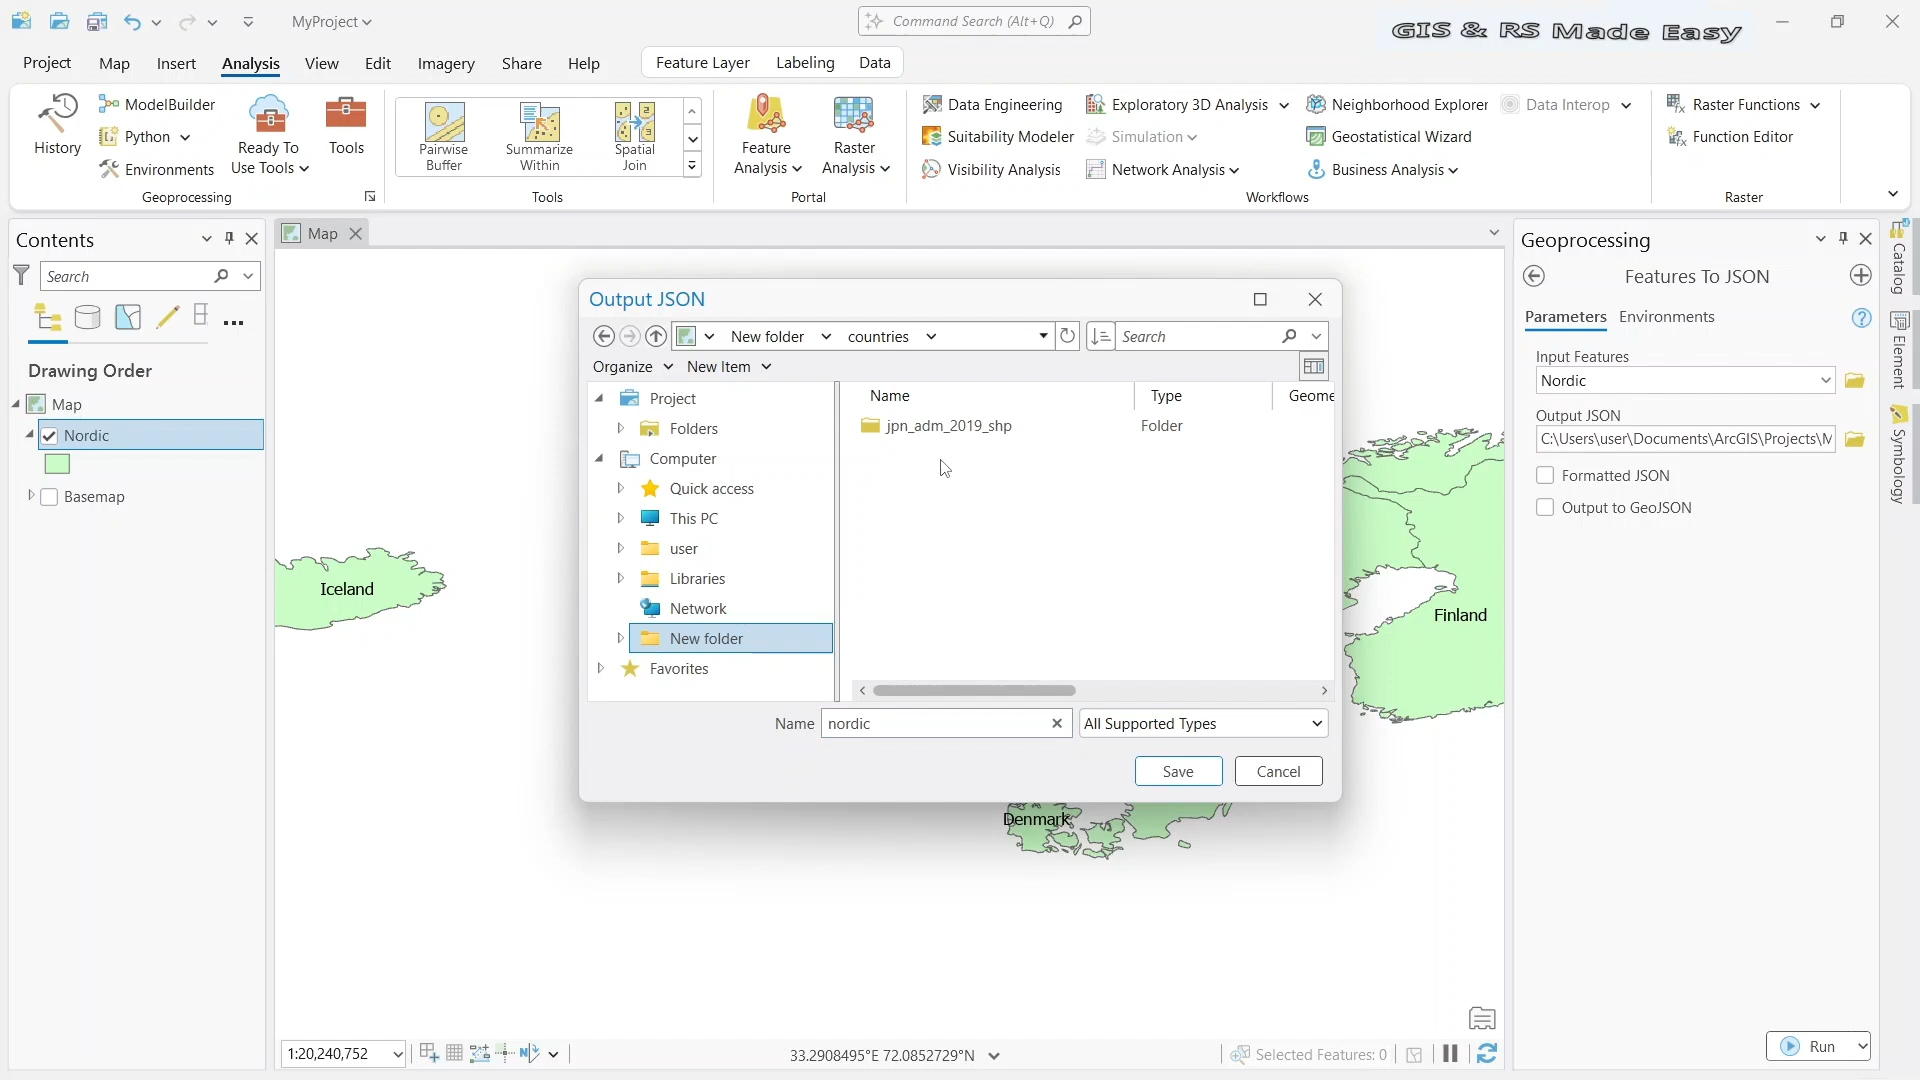 MyProject
Command Search (Alt+Q)
GIS & RS Made Easy
Project Map Insert Analysis View Edit Imagery Share Help Feature Layer Labeling Data
History
ModelBuilder
Python
Environments
Ready To
Use Tools
Tools
Geoprocessing
Pairwise
Buffer
Summarize
Within
Spatial
Join
Tools
Feature
Analysis
Raster
Analysis
Portal
Data Engineering
Suitability Modeler
Visibility Analysis
Exploratory 3D Analysis
Simulation
Network Analysis
Neighborhood Explorer
Geostatistical Wizard
Business Analysis
Data Interop
Workflows
Raster Functions
Function Editor
Raster
Contents
Search
Drawing Order
Map
Nordic
Basemap
Map
Iceland
Finland
Denmark
Output JSON
New folder countries
Search
Organize New Item
Project
Folders
Computer
Quick access
This PC
user
Libraries
Network
New folder
Favorites
Name Type Geome
jpn_adm_2019_shp Folder
Name nordic All Supported Types
Save Cancel
1:20,240,752
33.2908495°E 72.0852729°N
Selected Features: 0
Geoprocessing
Features To JSON
Parameters Environments
Input Features
Nordic
Output JSON
C:\Users\user\Documents\ArcGIS\Projects\M
Formatted JSON
Output to GeoJSON
Run
Catalog
Element
Symbology